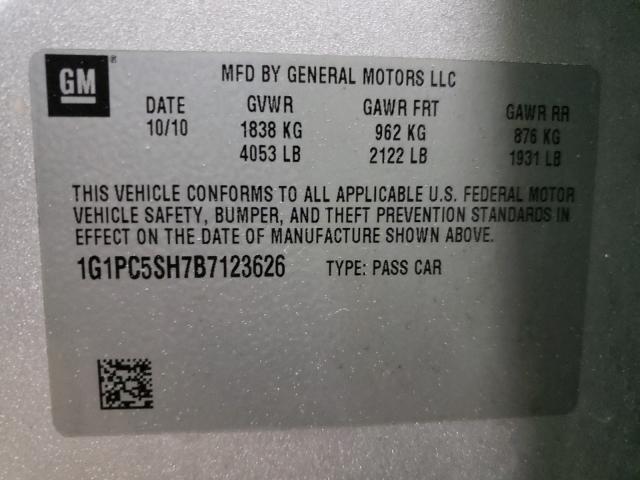 GM ®
MFD BY GENERAL MOTORS LLC
DATE GVWR GAWR FRT GAWR RR
10/10 1838 KG 962 KG 876 KG
4053 LB 2122 LB 1931 LB
THIS VEHICLE CONFORMS TO ALL APPLICABLE U.S. FEDERAL MOTOR
VEHICLE SAFETY, BUMPER, AND THEFT PREVENTION STANDARDS IN
EFFECT ON THE DATE OF MANUFACTURE SHOWN ABOVE.
1G1PC5SH7B7123626 TYPE: PASS CAR